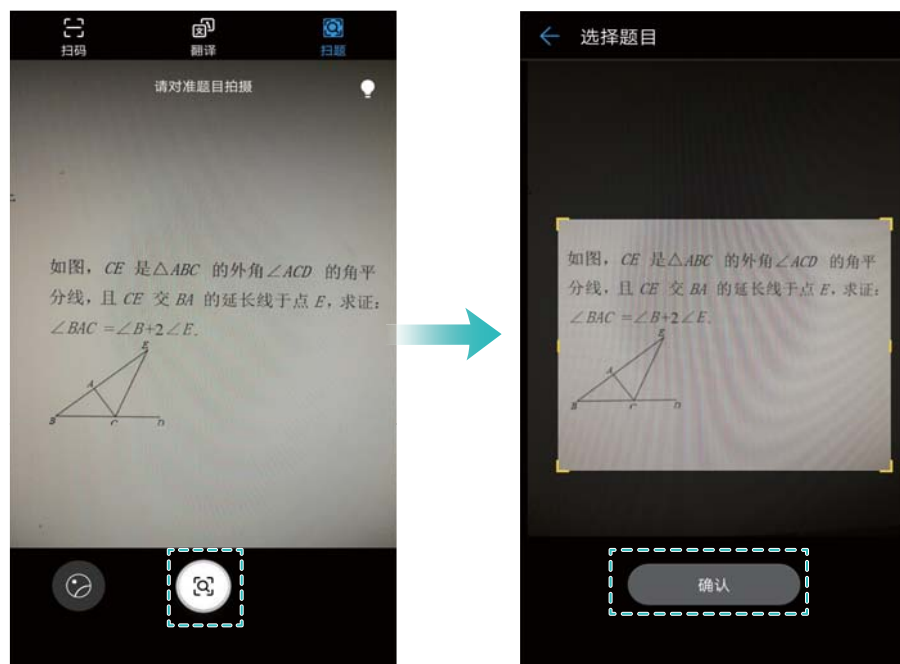 扫码
翻译
扫题
请对准题目拍摄
如图，CE 是△ABC 的外角∠ACD 的角平
分线，且 CE 交 BA 的延长线于点 E，求证：
∠BAC =∠B+2∠E.
E
A
B
C
D
选择题目
如图，CE 是△ABC 的外角∠ACD 的角平
分线，且 CE 交 BA 的延长线于点 E，求证：
∠BAC =∠B+2∠E.
E
A
B
C
D
确认